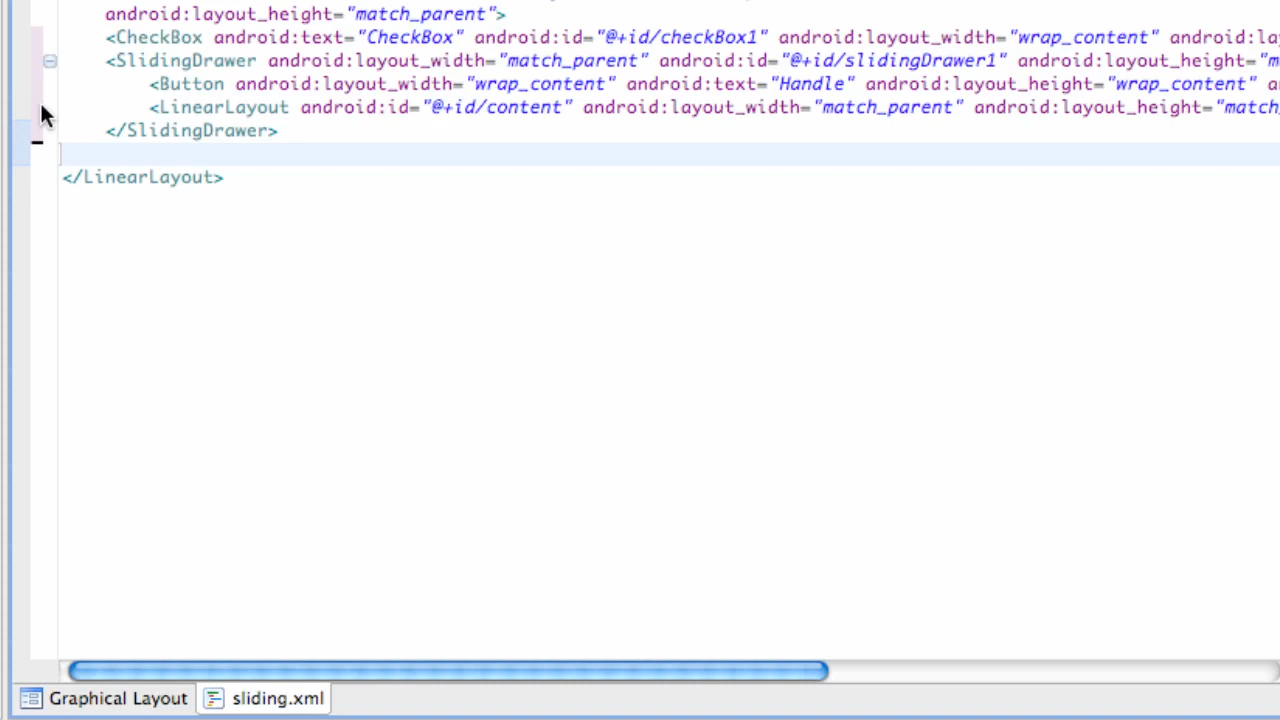 android:layout_height="match_parent">
<CheckBox android:text="CheckBox" android:id="@+id/checkBox1" android:layout_width="wrap_content" android:la
<SlidingDrawer android:layout_width="match_parent" android:id="@+id/slidingDrawer1" android:layout_height="m
<Button android:layout_width="wrap_content" android:text="Handle" android:layout_height="wrap_content" a
<LinearLayout android:id="@+id/content" android:layout_width="match_parent" android:layout_height="match
</SlidingDrawer>
</LinearLayout>
Graphical Layout sliding.xml